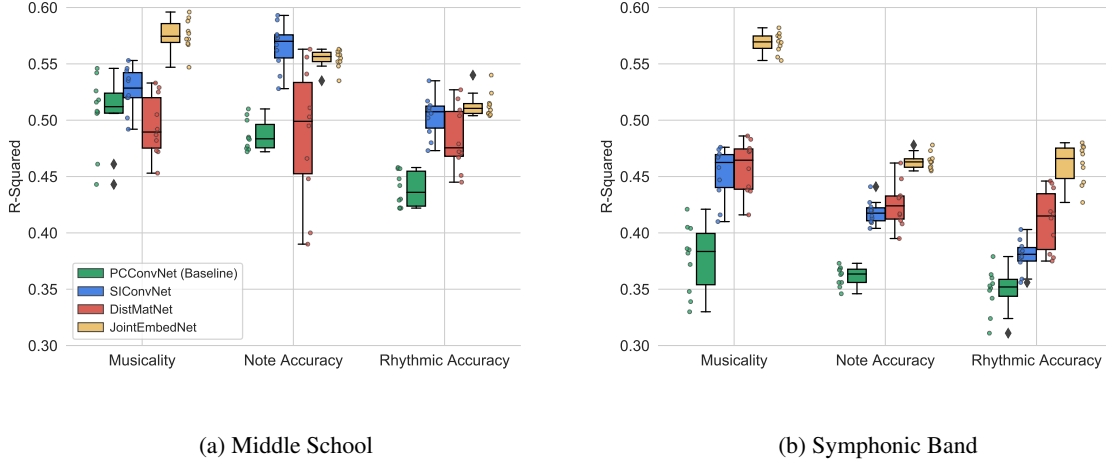 0.60
0.55
0.50
0.45
0.40
0.35
0.30
R-Squared
PCConvNet (Baseline)
SIConvNet
DistMatNet
JointEmbedNet
Musicality Note Accuracy Rhythmic Accuracy
(a) Middle School
0.60
0.55
0.50
0.45
0.40
0.35
0.30
R-Squared
Musicality Note Accuracy Rhythmic Accuracy
(b) Symphonic Band